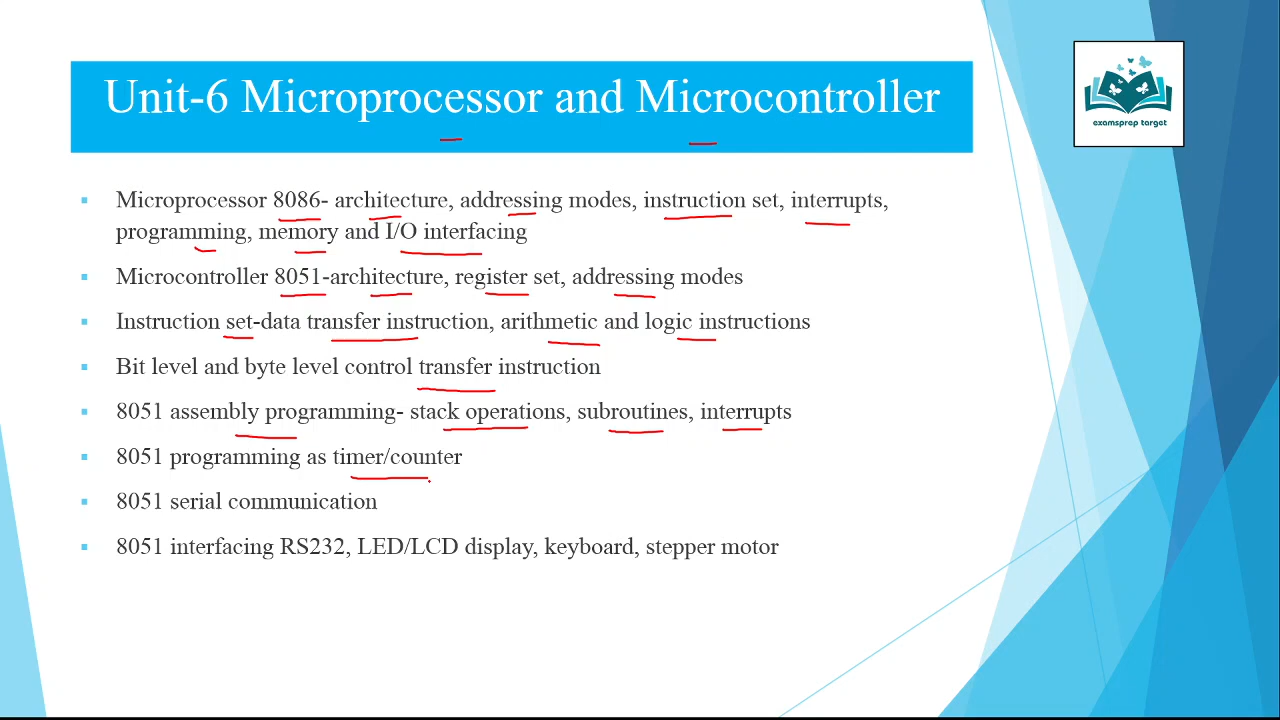 Unit-6 Microprocessor and Microcontroller
examsprep target
▪ Microprocessor 8086- architecture, addressing modes, instruction set, interrupts,
programming, memory and I/O interfacing
▪ Microcontroller 8051-architecture, register set, addressing modes
▪ Instruction set-data transfer instruction, arithmetic and logic instructions
▪ Bit level and byte level control transfer instruction
▪ 8051 assembly programming- stack operations, subroutines, interrupts
▪ 8051 programming as timer/counter
▪ 8051 serial communication
▪ 8051 interfacing RS232, LED/LCD display, keyboard, stepper motor